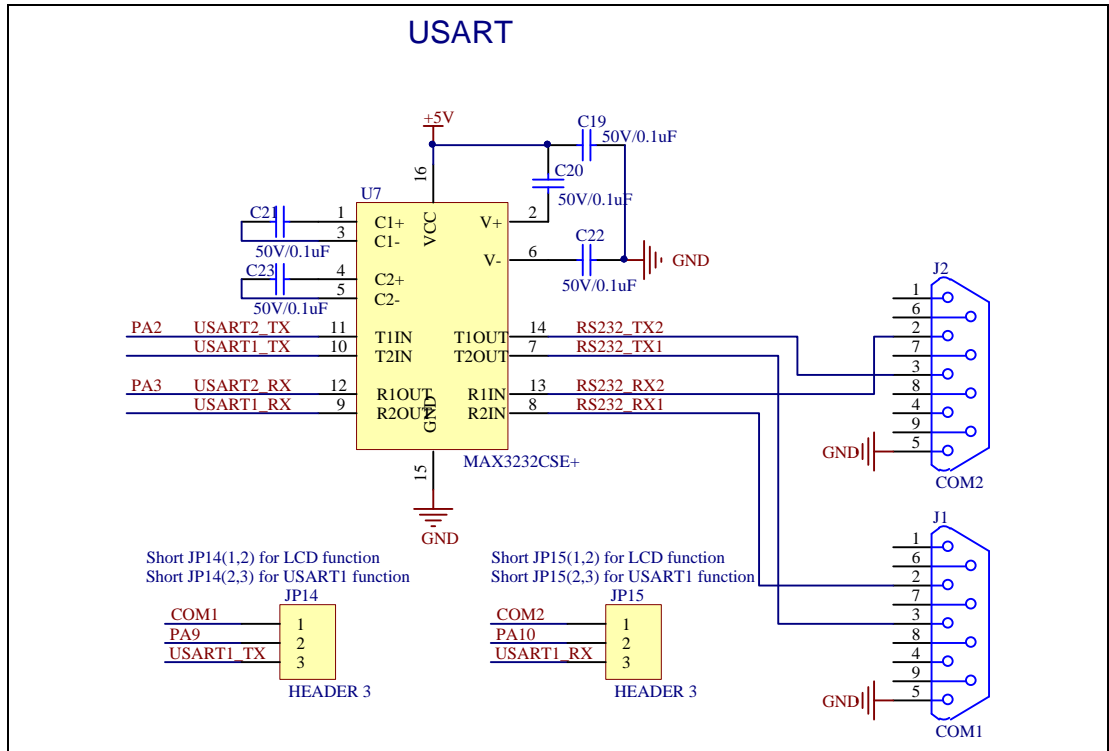 USART
+5V
C19
50V/0.1uF
C20
50V/0.1uF
16
U7
C21
1
C1+
VCC
V+
2
3
C1-
50V/0.1uF
C22
V-
6
GND
50V/0.1uF
C23
4
C2+
5
C2-
50V/0.1uF
PA2
USART2_TX
11
T1IN
T1OUT
14
RS232_TX2
USART1_TX
10
T2IN
T2OUT
7
RS232_TX1
PA3
USART2_RX
12
R1OUT
R1IN
13
RS232_RX2
USART1_RX
9
R2OUT
GND
R2IN
8
RS232_RX1
15
MAX3232CSE+
GND
J2
1
6
2
7
3
8
4
9
GND
5
COM2
J1
1
6
2
7
3
8
4
9
GND
5
COM1
Short JP14(1,2) for LCD function
Short JP14(2,3) for USART1 function
JP14
COM1
1
PA9
2
USART1_TX
3
HEADER 3
Short JP15(1,2) for LCD function
Short JP15(2,3) for USART1 function
JP15
COM2
1
PA10
2
USART1_RX
3
HEADER 3